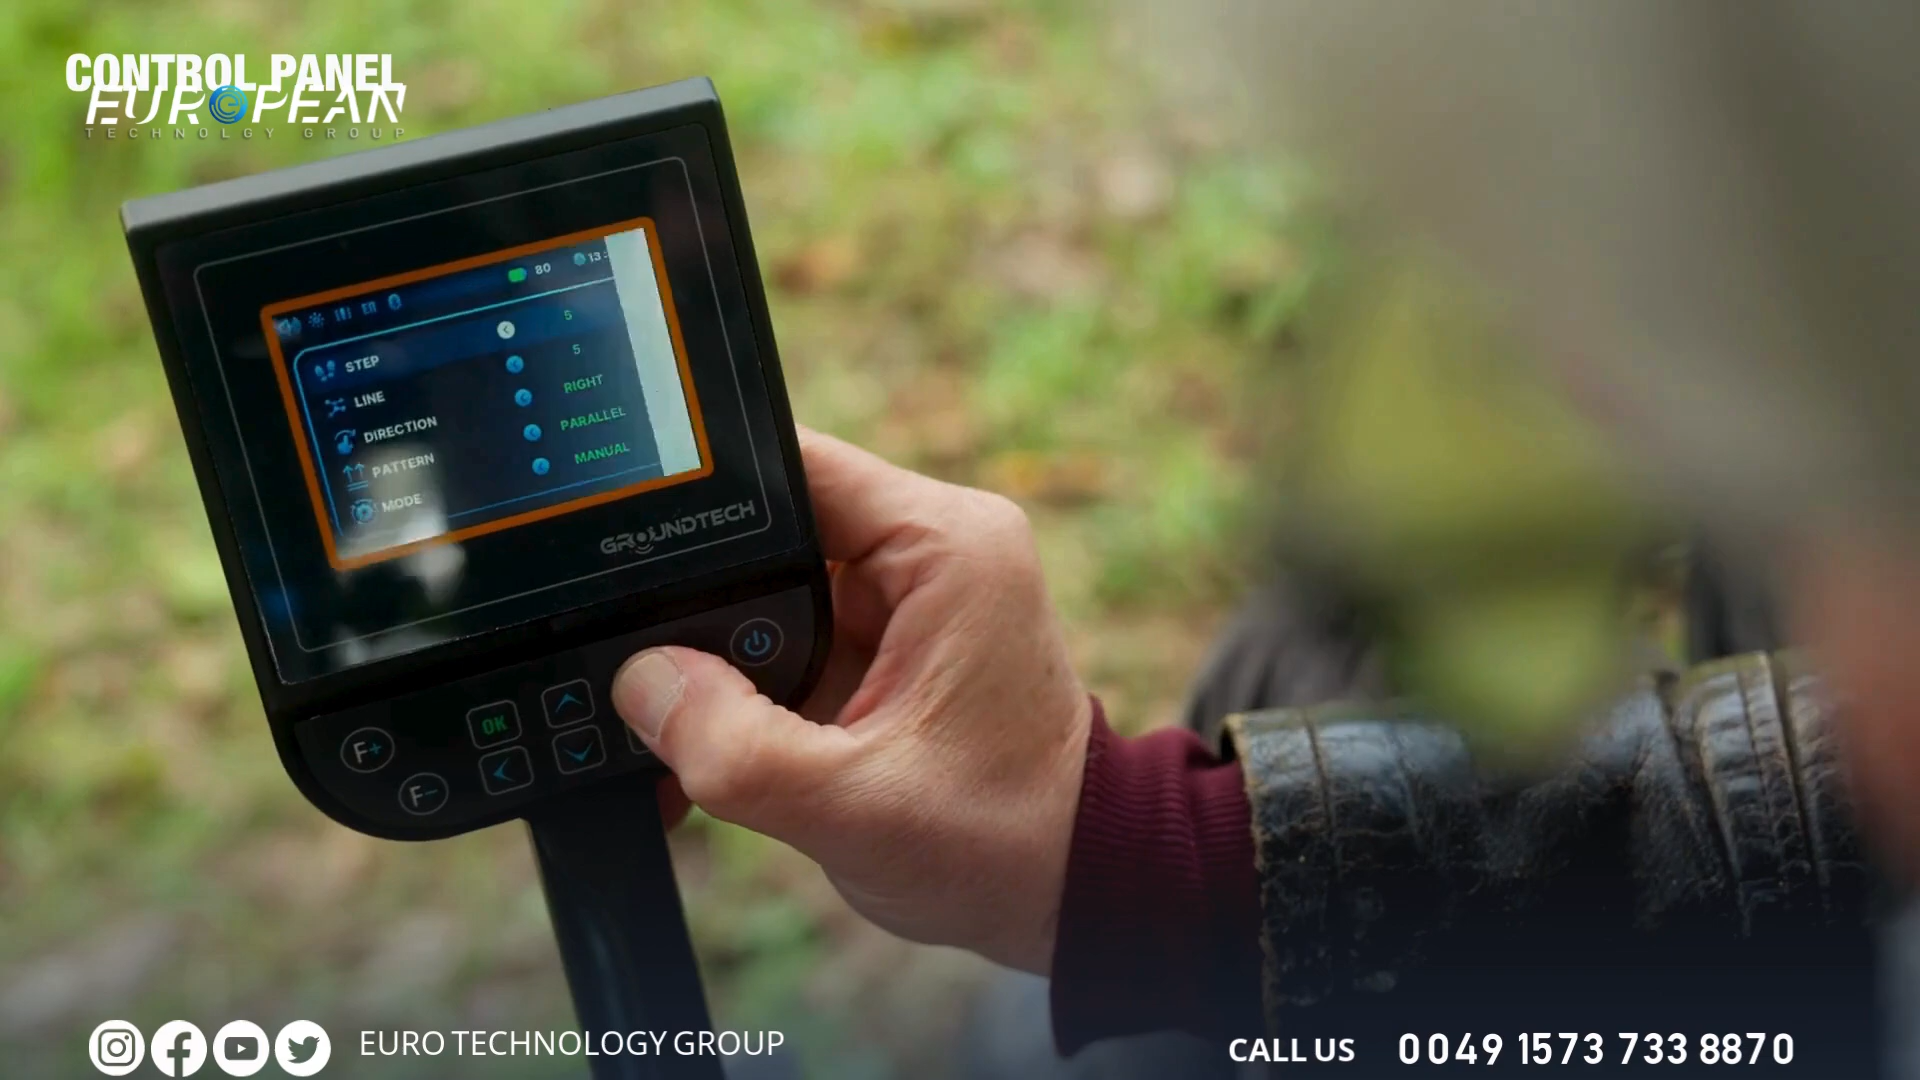 CONTROL PANEL
EUROPEAN
TECHNOLGY GROUP
80
13:
STEP
5
LINE
5
DIRECTION
RIGHT
PATTERN
PARALLEL
MODE
MANUAL
GROUNDTECH
F+
F-
OK
EURO TECHNOLOGY GROUP
CALL US 0049 1573 733 8870